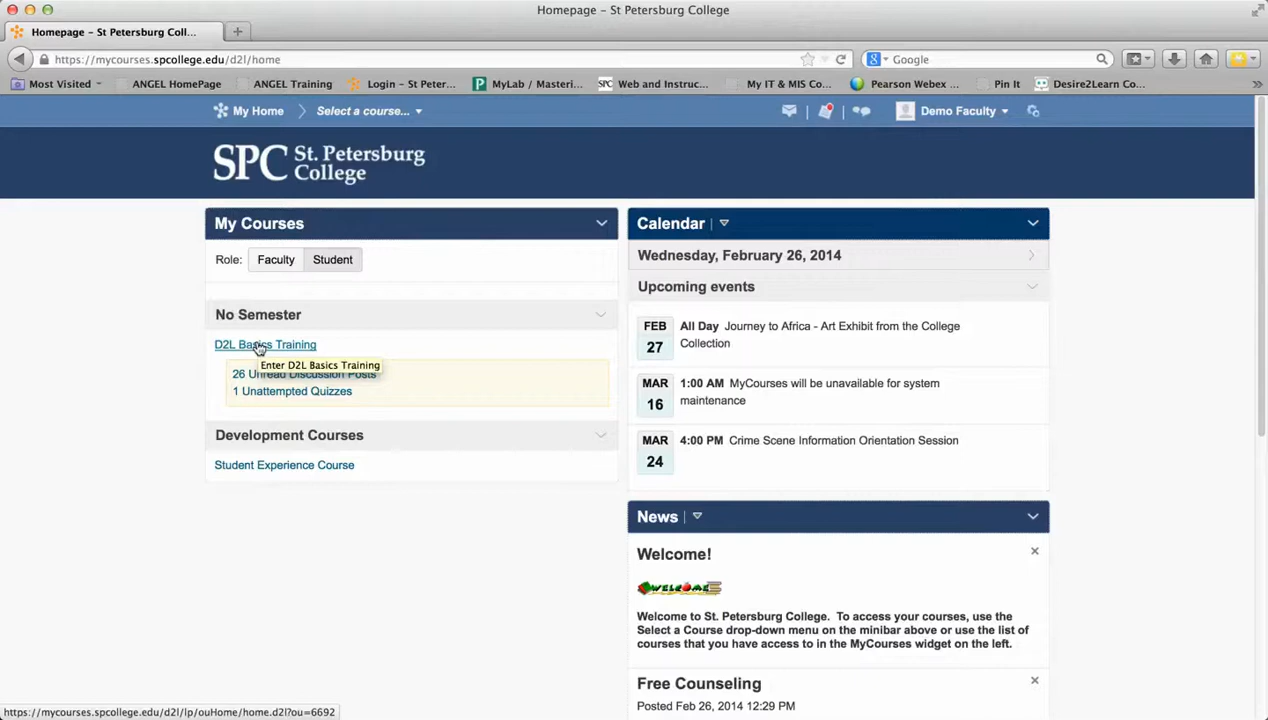 Homepage - St Petersburg College
Homepage - St Petersburg Coll...
https://mycourses.spcollege.edu/d2l/home
Google
Most Visited
ANGEL HomePage
ANGEL Training
Login – St Peter...
MyLab / Masteri...
SPC Web and Instruc...
My IT & MIS Co...
Pearson Webex ...
Pin It
Desire2Learn Co...
»
My Home
Select a course...
Demo Faculty
SPC St. Petersburg
College
My Courses
Role:
Faculty
Student
No Semester
D2L Basics Training
Enter D2L Basics Training
26 Unread Discussion Posts
1 Unattempted Quizzes
Development Courses
Student Experience Course
Calendar
Wednesday, February 26, 2014
Upcoming events
FEB
27
All Day Journey to Africa - Art Exhibit from the College
Collection
MAR
16
1:00 AM MyCourses will be unavailable for system
maintenance
MAR
24
4:00 PM Crime Scene Information Orientation Session
News
Welcome!
WELCOME
Welcome to St. Petersburg College. To access your courses, use the
Select a Course drop-down menu on the minibar above or use the list of
courses that you have access to in the MyCourses widget on the left.
Free Counseling
Posted Feb 26, 2014 12:29 PM
https://mycourses.spcollege.edu/d2l/lp/ouHome/home.d2l?ou=6692